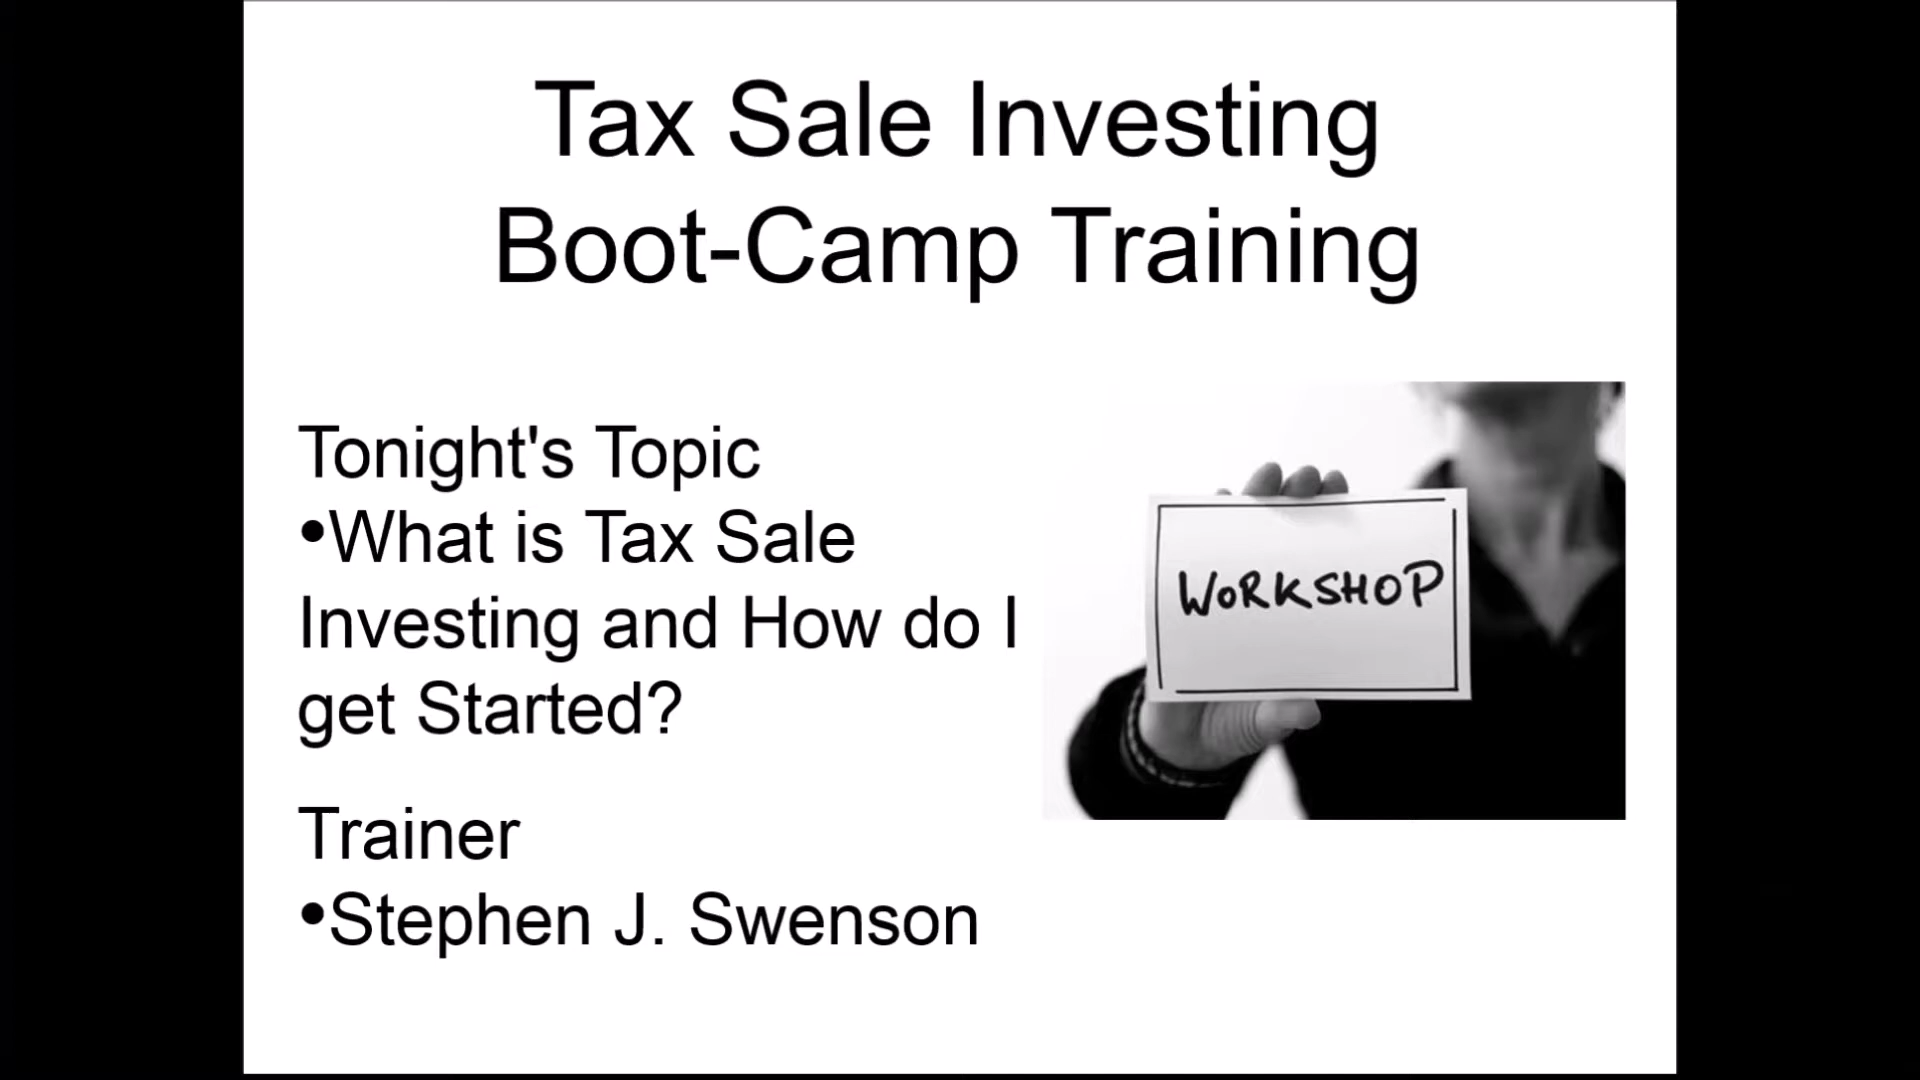 Tax Sale Investing
Boot-Camp Training
Tonight's Topic
•What is Tax Sale
Investing and How do I
get Started?
WORKSHOP
Trainer
•Stephen J. Swenson